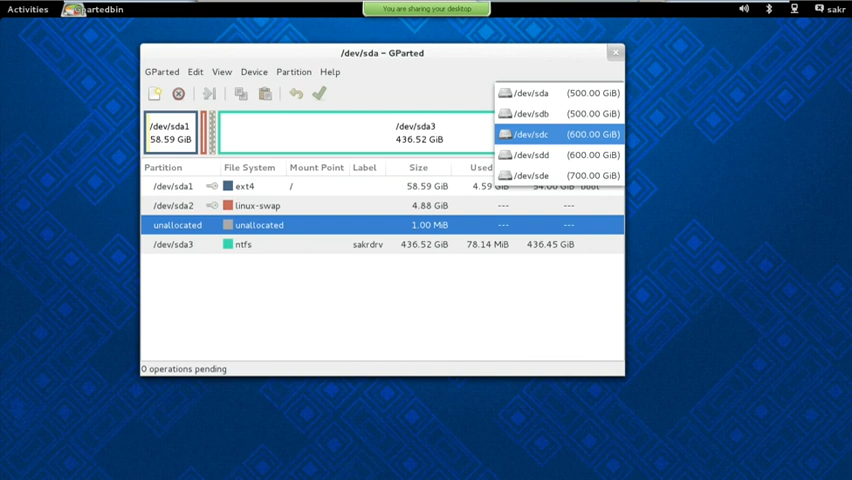 Activities
artedbin
You are sharing your desktop
sakr
/dev/sda – GParted
GParted Edit View Device Partition Help
/dev/sda (500.00 GiB)
/dev/sdb (500.00 GiB)
/dev/sdc (600.00 GiB)
/dev/sdd (600.00 GiB)
/dev/sde (700.00 GiB)
/dev/sda1
58.59 GiB
/dev/sda3
436.52 GiB
Partition File System Mount Point Label Size
/dev/sda1 ext4 / 58.59 GiB 4.59 GiB 54.00 GiB boot
/dev/sda2 linux-swap 4.88 GiB --- ---
unallocated unallocated 1.00 MiB --- ---
/dev/sda3 ntfs sakrdrv 436.52 GiB 78.14 MiB 436.45 GiB
0 operations pending